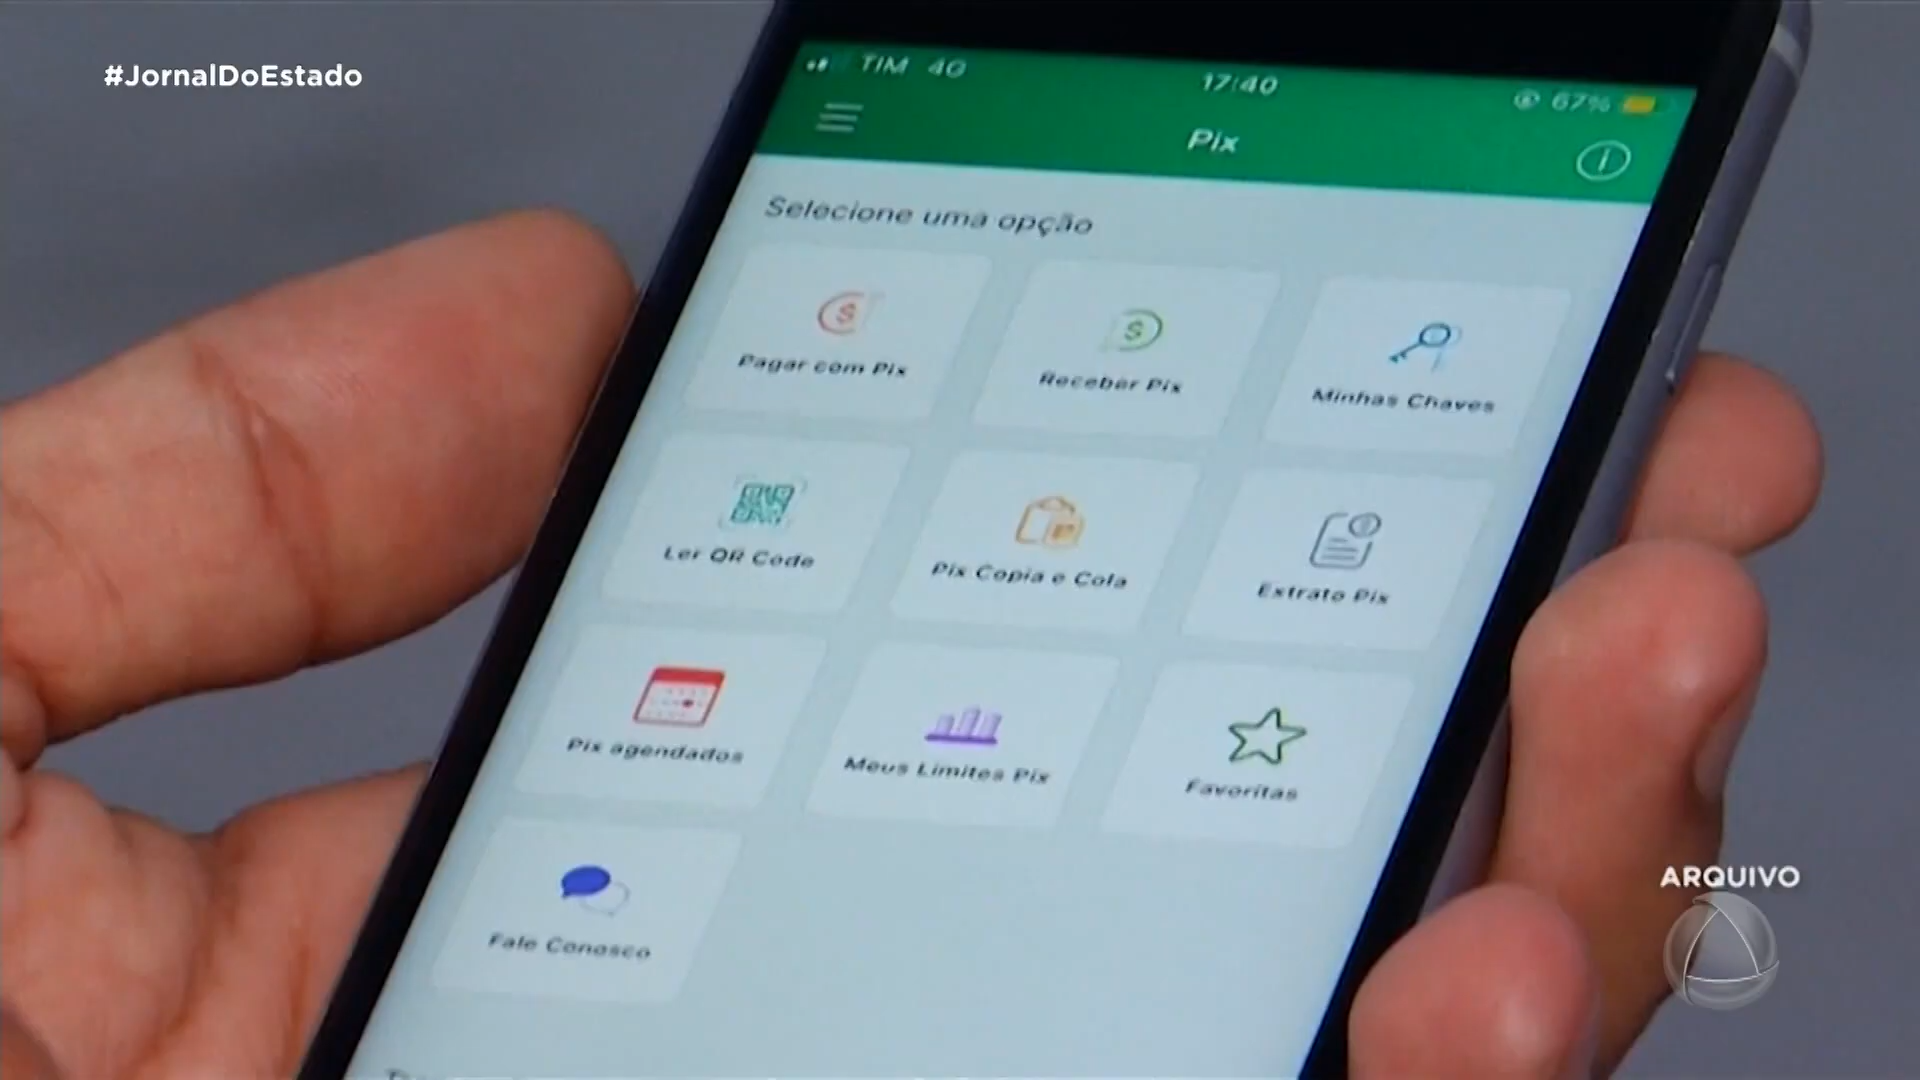 #JornalDoEstado
TIM 4G
17:40
67%
Pix
Selecione uma opção
Pagar com Pix
Receber Pix
Minhas Chaves
Ler QR Code
Pix Copia e Cola
Extrato Pix
Pix agendados
Meus Limites Pix
Favoritas
Fale Conosco
ARQUIVO